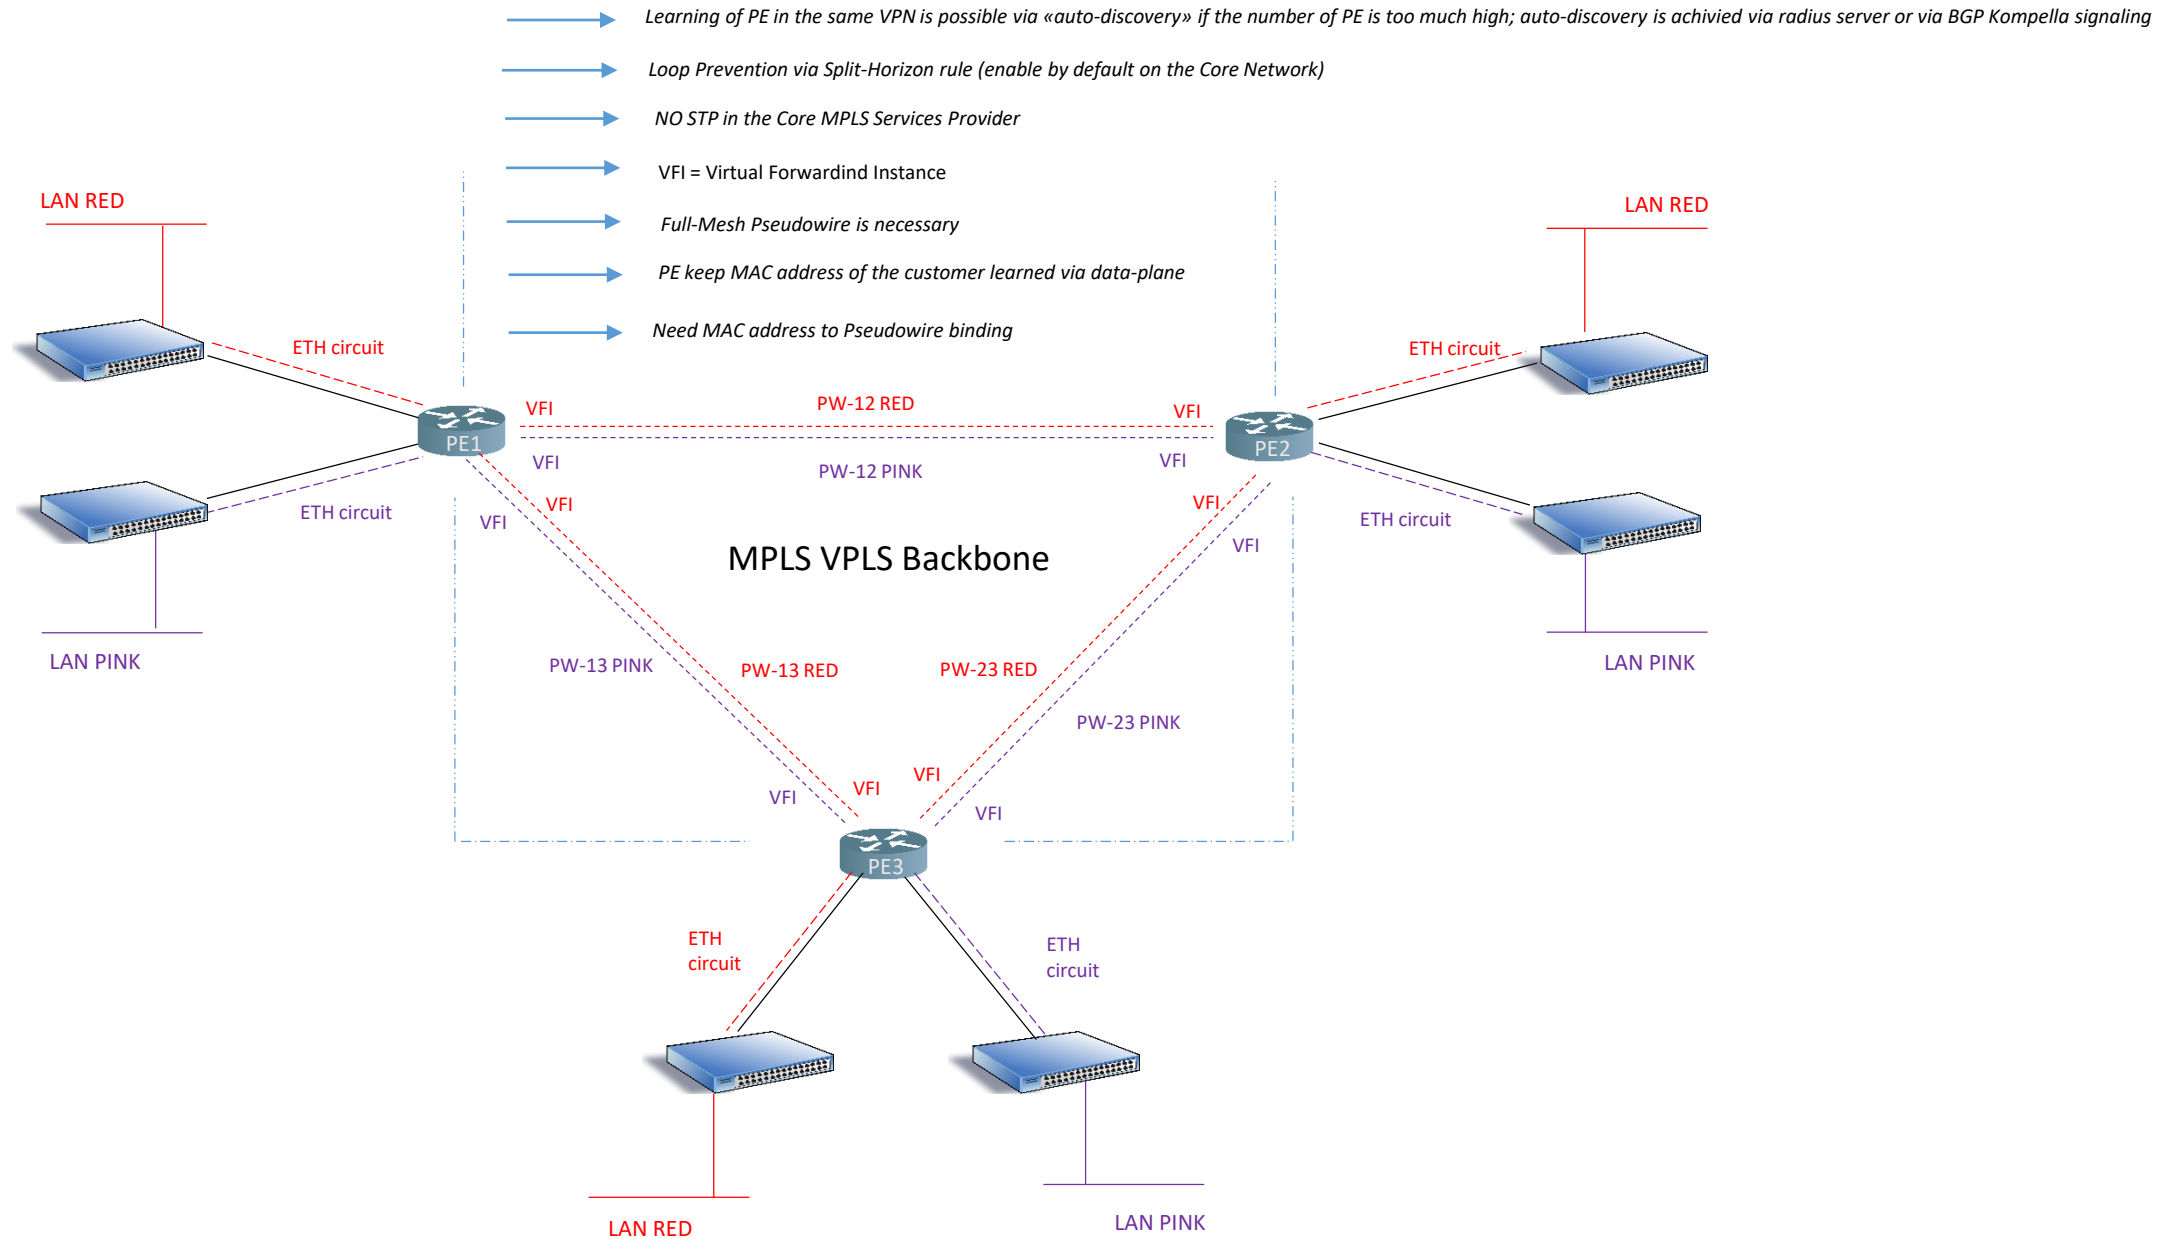 Learning of PE in the same VPN is possible via «auto-discovery» if the number of PE is too much high; auto-discovery is achivied via radius server or via BGP Kompella signaling
Loop Prevention via Split-Horizon rule (enable by default on the Core Network)
NO STP in the Core MPLS Services Provider
VFI = Virtual Forwardind Instance
LAN RED
LAN RED
Full-Mesh Pseudowire is necessary
PE keep MAC address of the customer learned via data-plane
Need MAC address to Pseudowire binding
ETH circuit
ETH circuit
VFI
PW-12 RED
VFI
PE1
PE2
VFI
PW-12 PINK
VFI
VFI
VFI
ETH circuit
VFI
ETH circuit
VFI
MPLS VPLS Backbone
LAN PINK
PW-13 PINK
PW-13 RED
PW-23 RED
LAN PINK
PW-23 PINK
VFI
VFI
VFI
VFI
PE3
ETH
circuit
ETH
circuit
LAN RED
LAN PINK